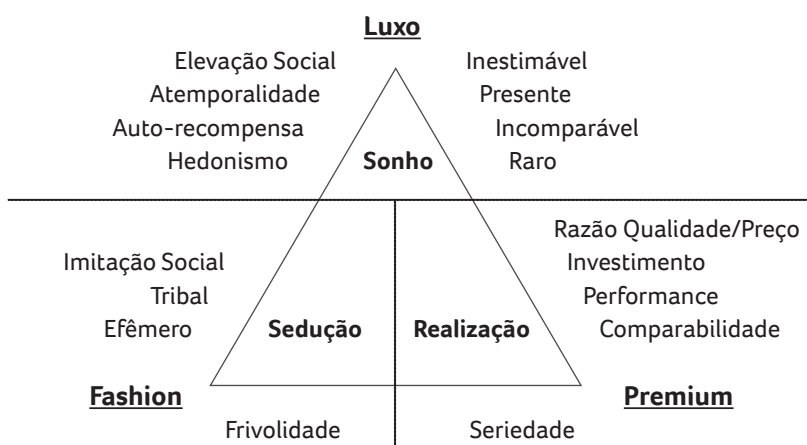 Luxo
Elevação Social
Inestimável
Atemporalidade
Presente
Auto-recompensa
Incomparável
Hedonismo
Sonho
Raro
Razão Qualidade/Preço
Imitação Social
Investimento
Tribal
Performance
Efêmero
Sedução
Realização
Comparabilidade
Fashion
Premium
Frivolidade
Seriedade